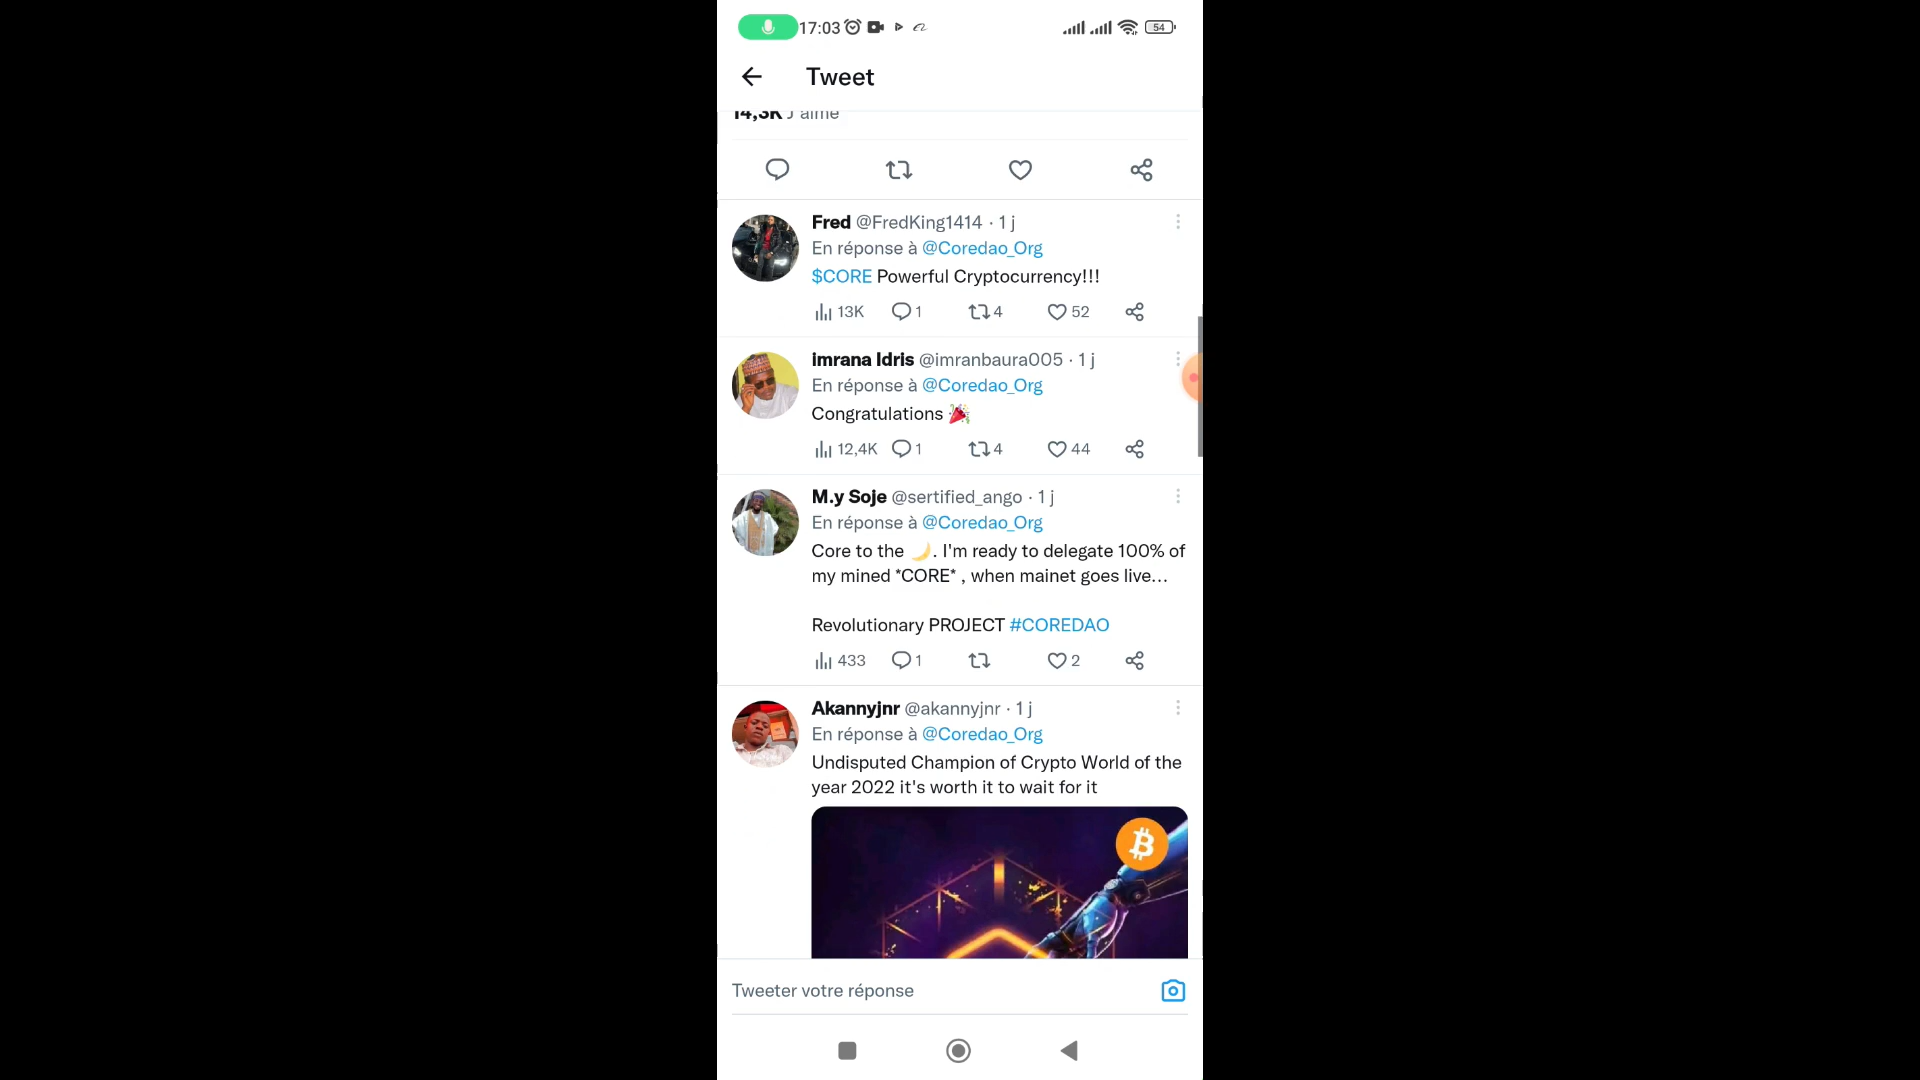 17:03
54
Tweet
14,3K J'aime
Fred @FredKing1414 · 1 j
En réponse à @Coredao_Org
$CORE Powerful Cryptocurrency!!!
13K 1 4 52
imrana Idris @imranbaura005 · 1 j
En réponse à @Coredao_Org
Congratulations 🎉
12,4K 1 4 44
M.y Soje @sertified_ango · 1 j
En réponse à @Coredao_Org
Core to the 🌙. I'm ready to delegate 100% of
my mined *CORE* , when mainet goes live...
Revolutionary PROJECT #COREDAO
433 1 2
Akannyjnr @akannyjnr · 1 j
En réponse à @Coredao_Org
Undisputed Champion of Crypto World of the
year 2022 it's worth it to wait for it
Tweeter votre réponse